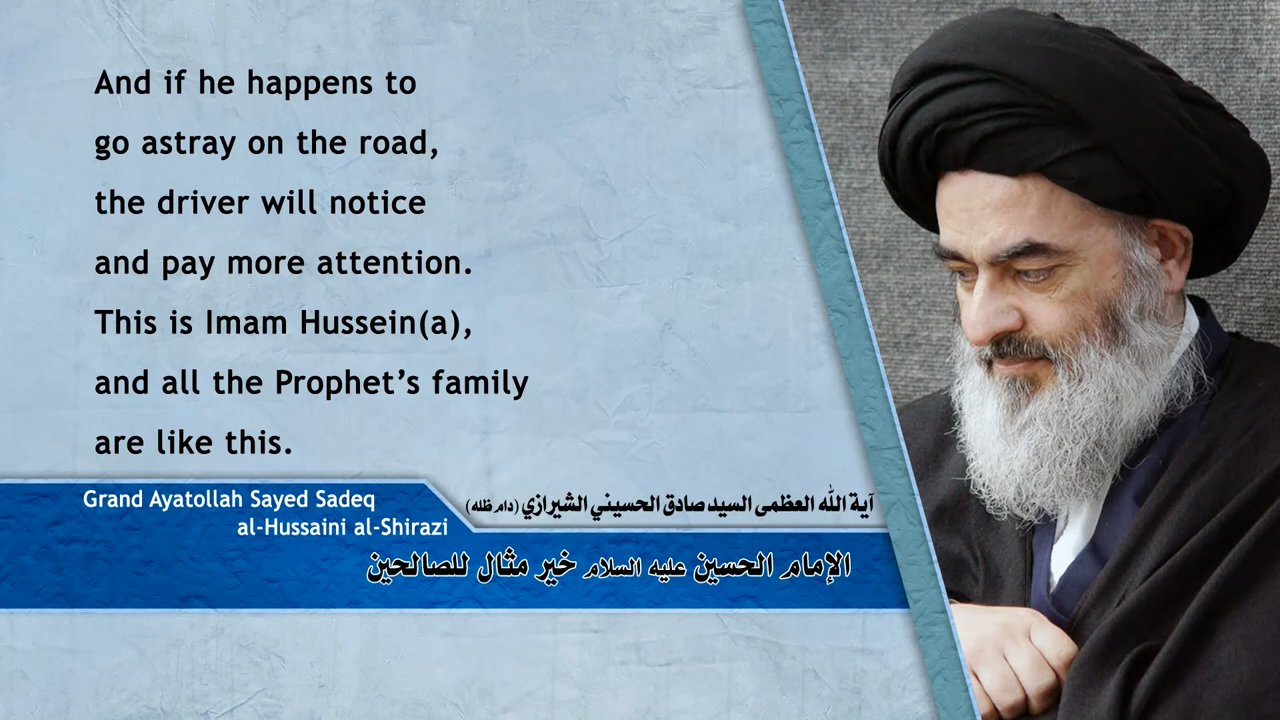 And if he happens to
go astray on the road,
the driver will notice
and pay more attention.
This is Imam Hussein(a),
and all the Prophet’s family
are like this.
Grand Ayatollah Sayed Sadeq
al-Hussaini al-Shirazi
آية الله العظمى السيد صادق الحسيني الشيرازي (دام ظله)
الإمام الحسين عليه السلام خير مثال للصالحين